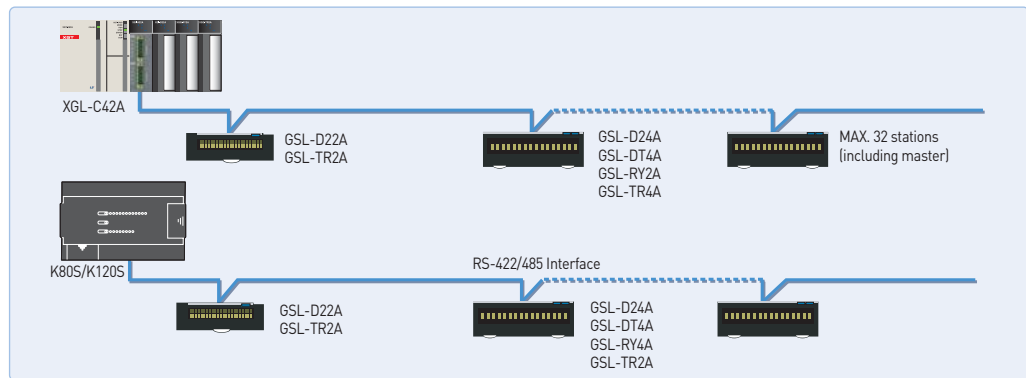 XGL-C42A
GSL-D22A
GSL-TR2A
GSL-D24A
GSL-DT4A
GSL-RY2A
GSL-TR4A
MAX. 32 stations
(including master)
K80S/K120S
RS-422/485 Interface
GSL-D22A
GSL-TR2A
GSL-D24A
GSL-DT4A
GSL-RY4A
GSL-TR2A